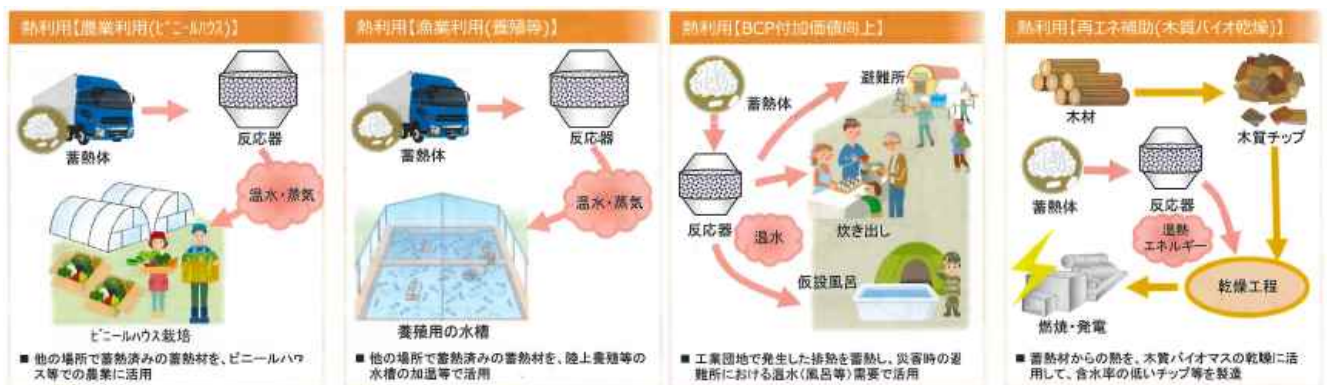 熱利用【農業利用(ビニールハウス)】
蓄熱体
反応器
温水・蒸気
ビニールハウス栽培
■ 他の場所で蓄熱済みの蓄熱材を、ビニールハウ
ス等での農業に活用
熱利用【漁業利用(養殖等)】
蓄熱体
反応器
温水・蒸気
養殖用の水槽
■ 他の場所で蓄熱済みの蓄熱材を、陸上養殖等の
水槽の加温等で活用
熱利用【BCP付加価値向上】
蓄熱体
避難所
反応器
温水
炊き出し
仮設風呂
■ 工業団地で発生した排熱を蓄熱し、災害時の避
難所における温水(風呂等)需要で活用
熱利用【再エネ補助(木質バイオ乾燥)】
木材
木質チップ
蓄熱体
反応器
温熱
エネルギー
乾燥工程
燃焼・発電
■ 蓄熱材からの熱を、木質バイオマスの乾燥に活
用して、含水率の低いチップ等を製造